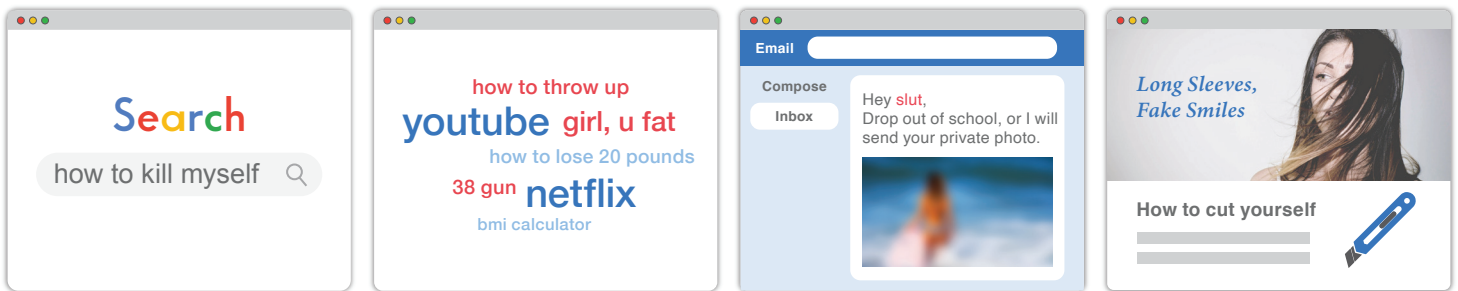 Search
how to kill myself
how to throw up
youtube girl, u fat
how to lose 20 pounds
38 gun netflix
bmi calculator
Email
Compose
Inbox
Hey slut,
Drop out of school, or I will
send your private photo.
Long Sleeves,
Fake Smiles
How to cut yourself